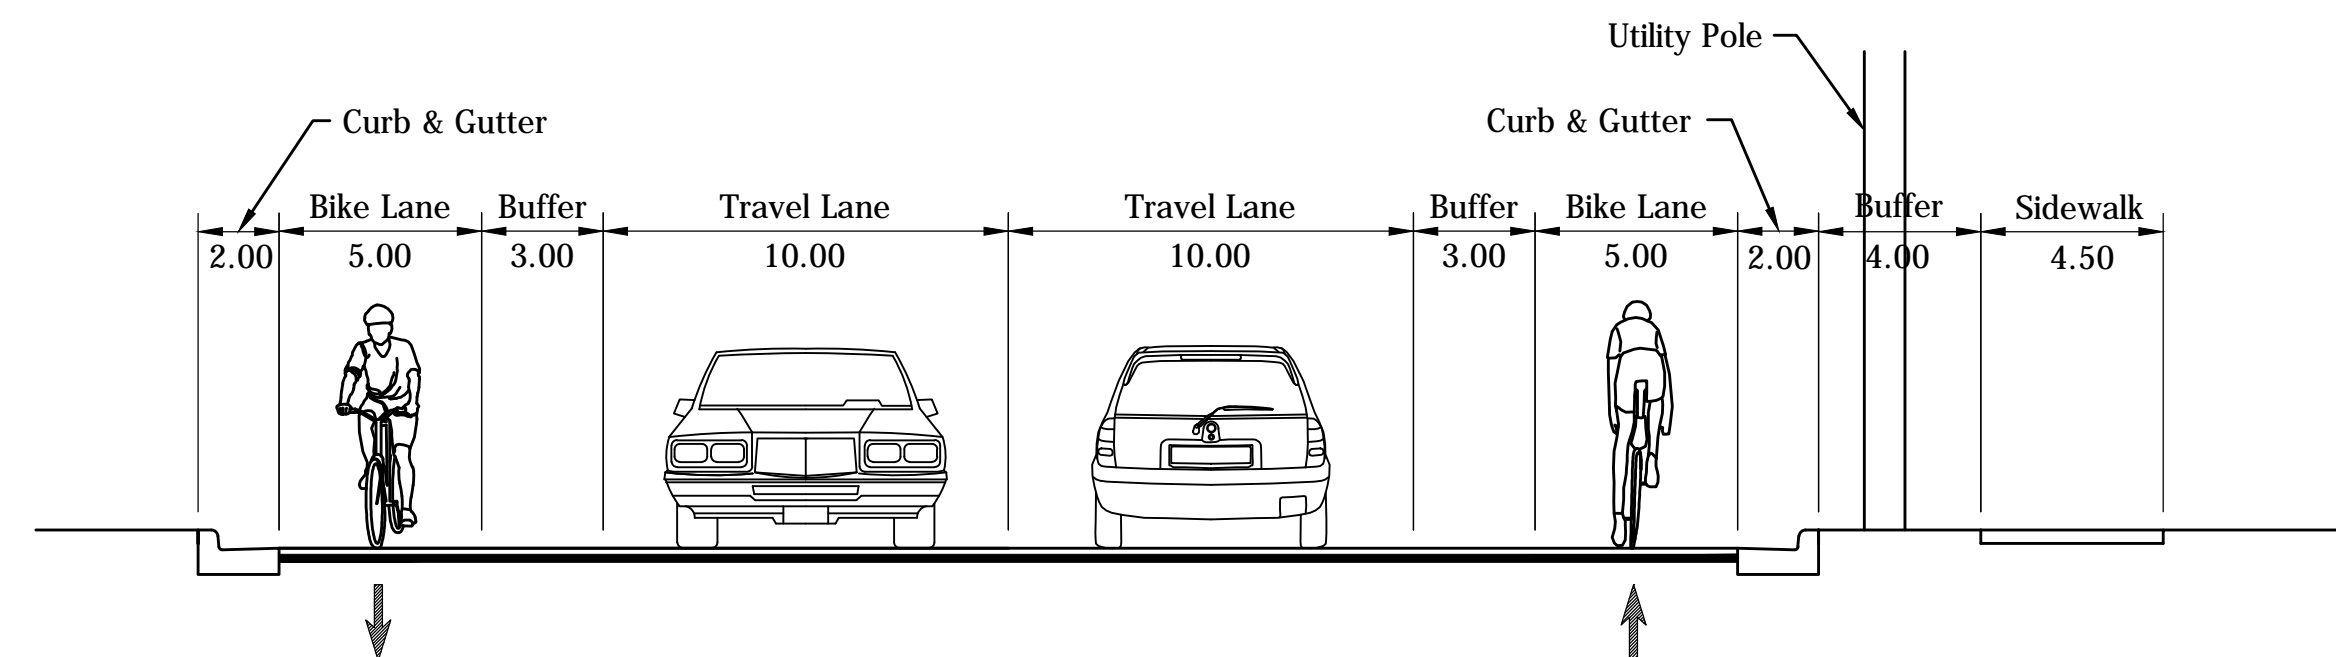 Utility Pole
Curb & Gutter
Curb & Gutter
Bike Lane
Buffer
Travel Lane
Travel Lane
Buffer
Bike Lane
Buffer
Sidewalk
2.00
5.00
3.00
10.00
10.00
3.00
5.00
2.00
4.00
4.50